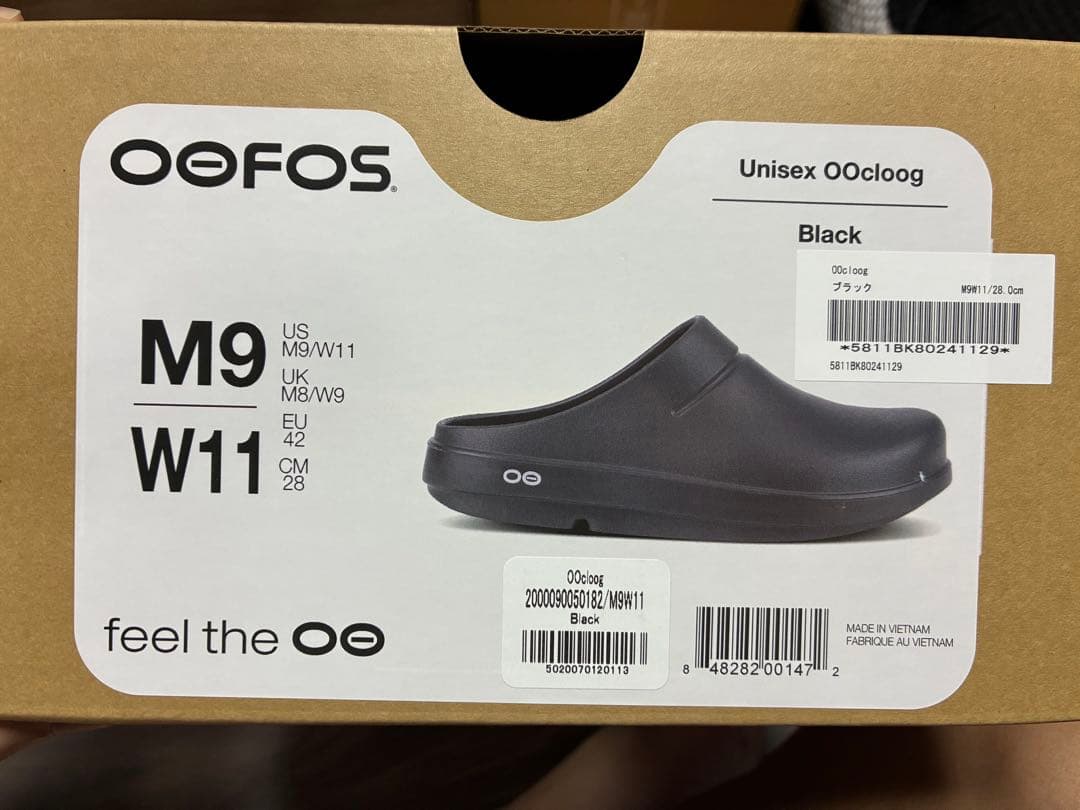 OOFOS®
Unisex OOcloog
Black
OOcloog
ブラック
M9W11/28.0cm
*5811BK80241129*
5811BK80241129
M9
W11
US
M9/W11
UK
M8/W9
EU
42
CM
28
OO
feel the OO
OOcloog
2000090050182/M9W11
Black
5020070120113
8 48282 00147 2
MADE IN VIETNAM
FABRIQUE AU VIETNAM